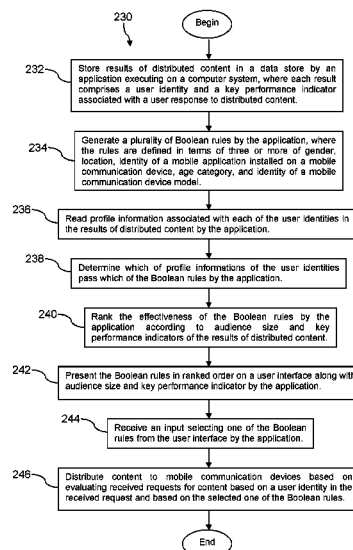 230
Begin
232
Store results of distributed content in a data store by an
application executing on a computer system, where each result
comprises a user identity and a key performance indicator
associated with a user response to distributed content.
234
Generate a plurality of Boolean rules by the application, where
the rules are defined in terms of three or more of gender,
location, identity of a mobile application installed on a mobile
communication device, age category, and identity of a mobile
communication device model.
236
Read profile information associated with each of the user identities in
the results of distributed content by the application.
238
Determine which of profile informations of the user identities
pass which of the Boolean rules by the application.
240
Rank the effectiveness of the Boolean rules by the
application according to audience size and key
performance indicators of the results of distributed content.
242
Present the Boolean rules in ranked order on a user interface along with
audience size and key performance indicator by the application.
244
Receive an input selecting one of the Boolean
rules from the user interface by the application.
246
Distribute content to mobile communication devices based on
evaluating received requests for content based on a user identity in the
received request and based on the selected one of the Boolean rules.
End